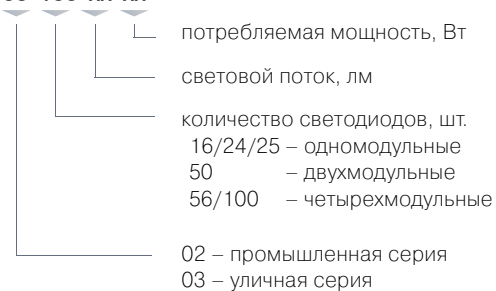 потребляемая мощность, Вт
световой поток, лм
количество светодиодов, шт.
16/24/25 – одномодульные
50 – двухмодульные
56/100 – четырехмодульные
02 – промышленная серия
03 – уличная серия